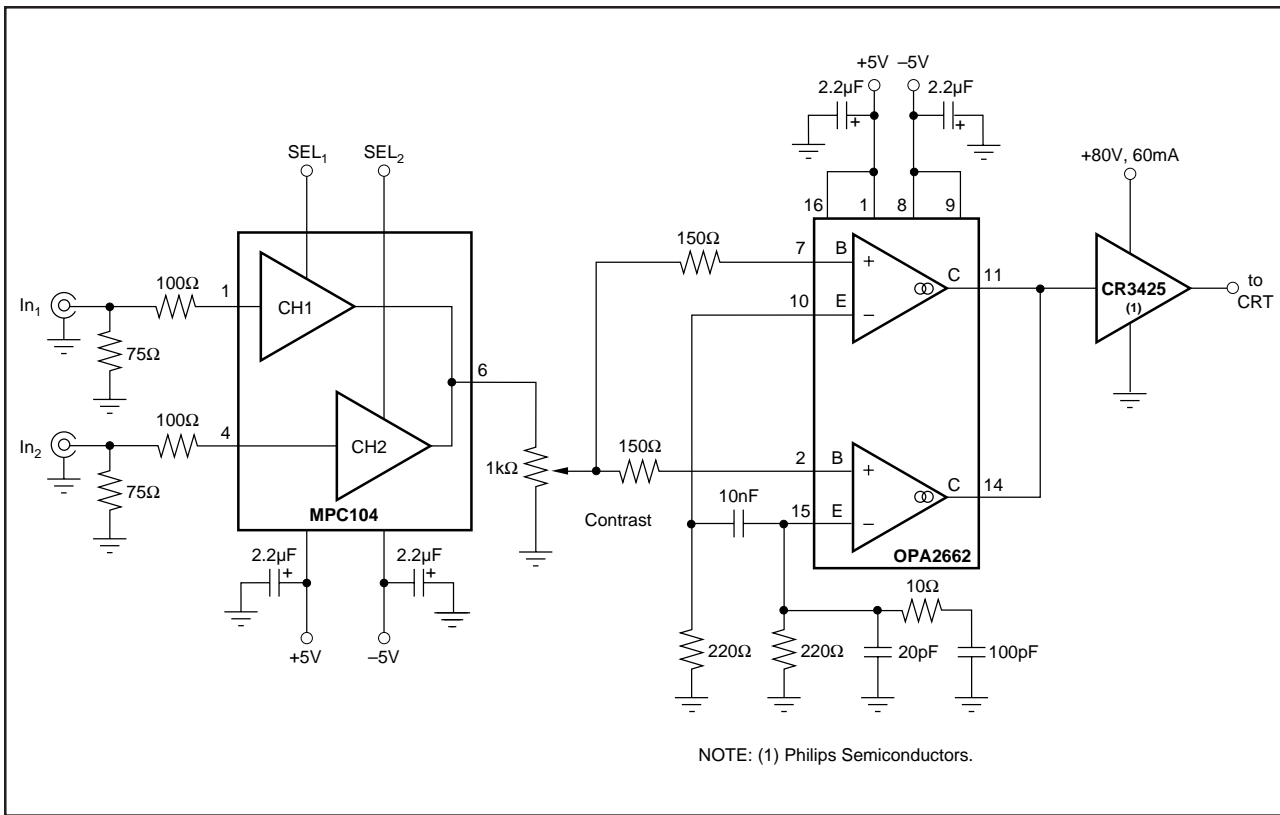 +5V –5V
2.2µF
+
2.2µF
+
SEL1
SEL2
+80V, 60mA
16
1
8
9
150Ω
7
B
+
C
11
10
E
–
In1
100Ω
1
CH1
75Ω
CR3425
(1)
to
CRT
6
In2
100Ω
4
CH2
75Ω
MPC104
1kΩ
Contrast
150Ω
2
B
+
C
14
10nF
15
E
–
OPA2662
2.2µF
+
2.2µF
+
+5V
–5V
10Ω
220Ω
220Ω
20pF
100pF
NOTE: (1) Philips Semiconductors.